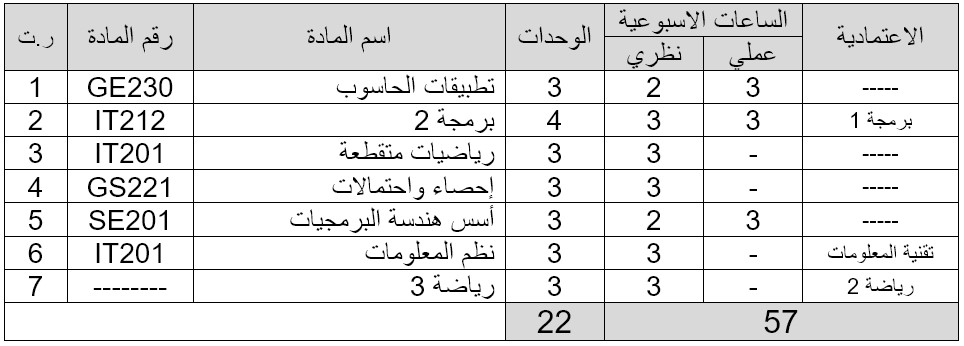 ر.ت رقم المادة اسم المادة الوحدات الساعات الاسبوعية الاعتمادية
نظري عملي
1 GE230 تطبيقات الحاسوب 3 2 3 -----
2 IT212 برمجة 2 4 3 3 برمجة 1
3 IT201 رياضيات متقطعة 3 3 - -----
4 GS221 إحصاء واحتمالات 3 3 - -----
5 SE201 أسس هندسة البرمجيات 3 2 3 -----
6 IT201 نظم المعلومات 3 3 - تقنية المعلومات
7 -------- رياضة 3 3 3 - رياضة 2
22 57